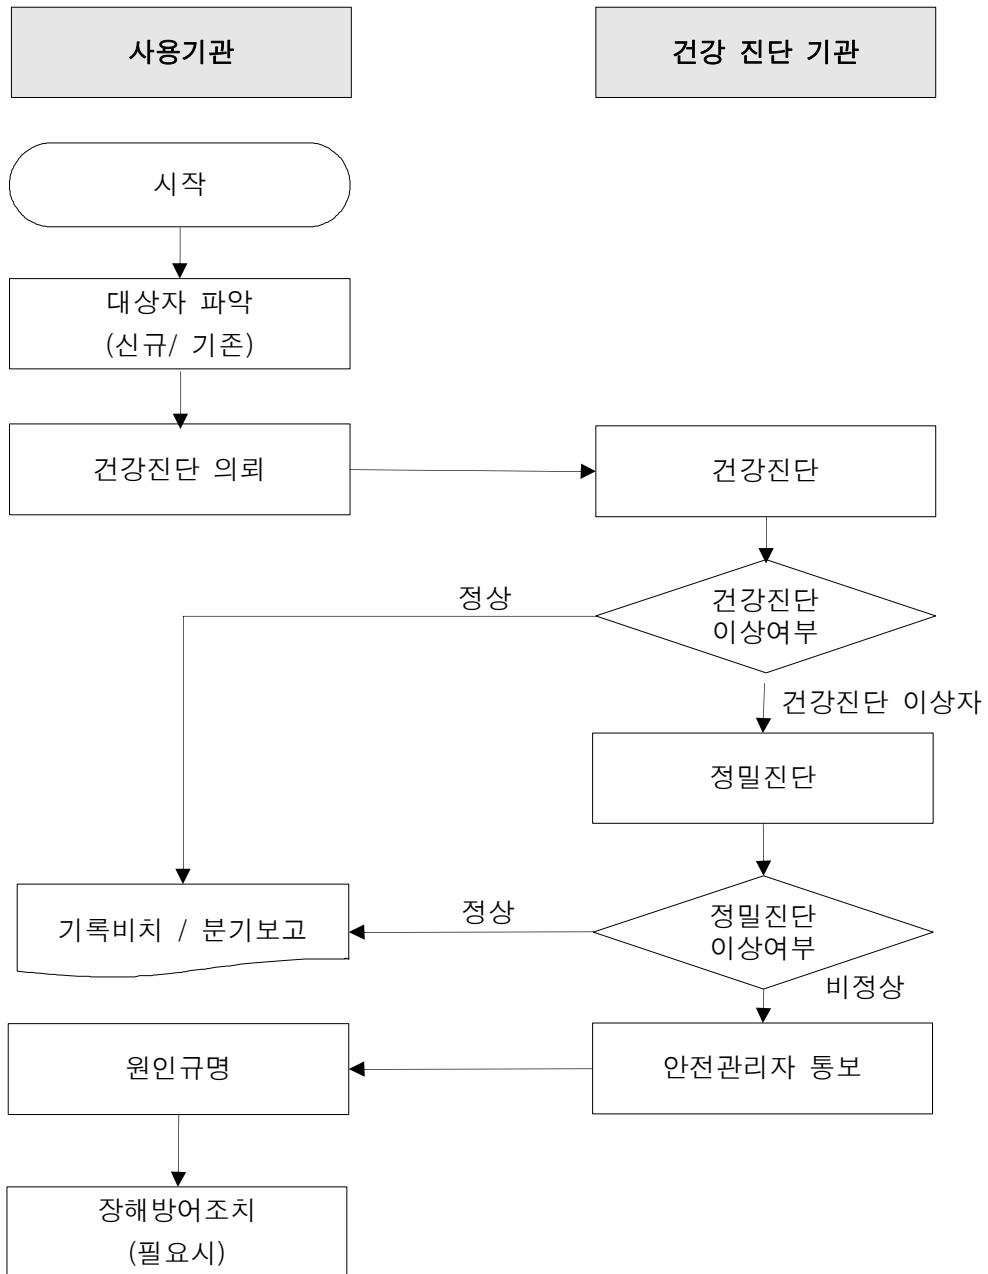 사용기관
건강 진단 기관
시작
대상자 파악
(신규/ 기존)
건강진단 의뢰
건강진단
정상
건강진단
이상여부
건강진단 이상자
정밀진단
기록비치 / 분기보고
정상
정밀진단
이상여부
비정상
원인규명
안전관리자 통보
장해방어조치
(필요시)